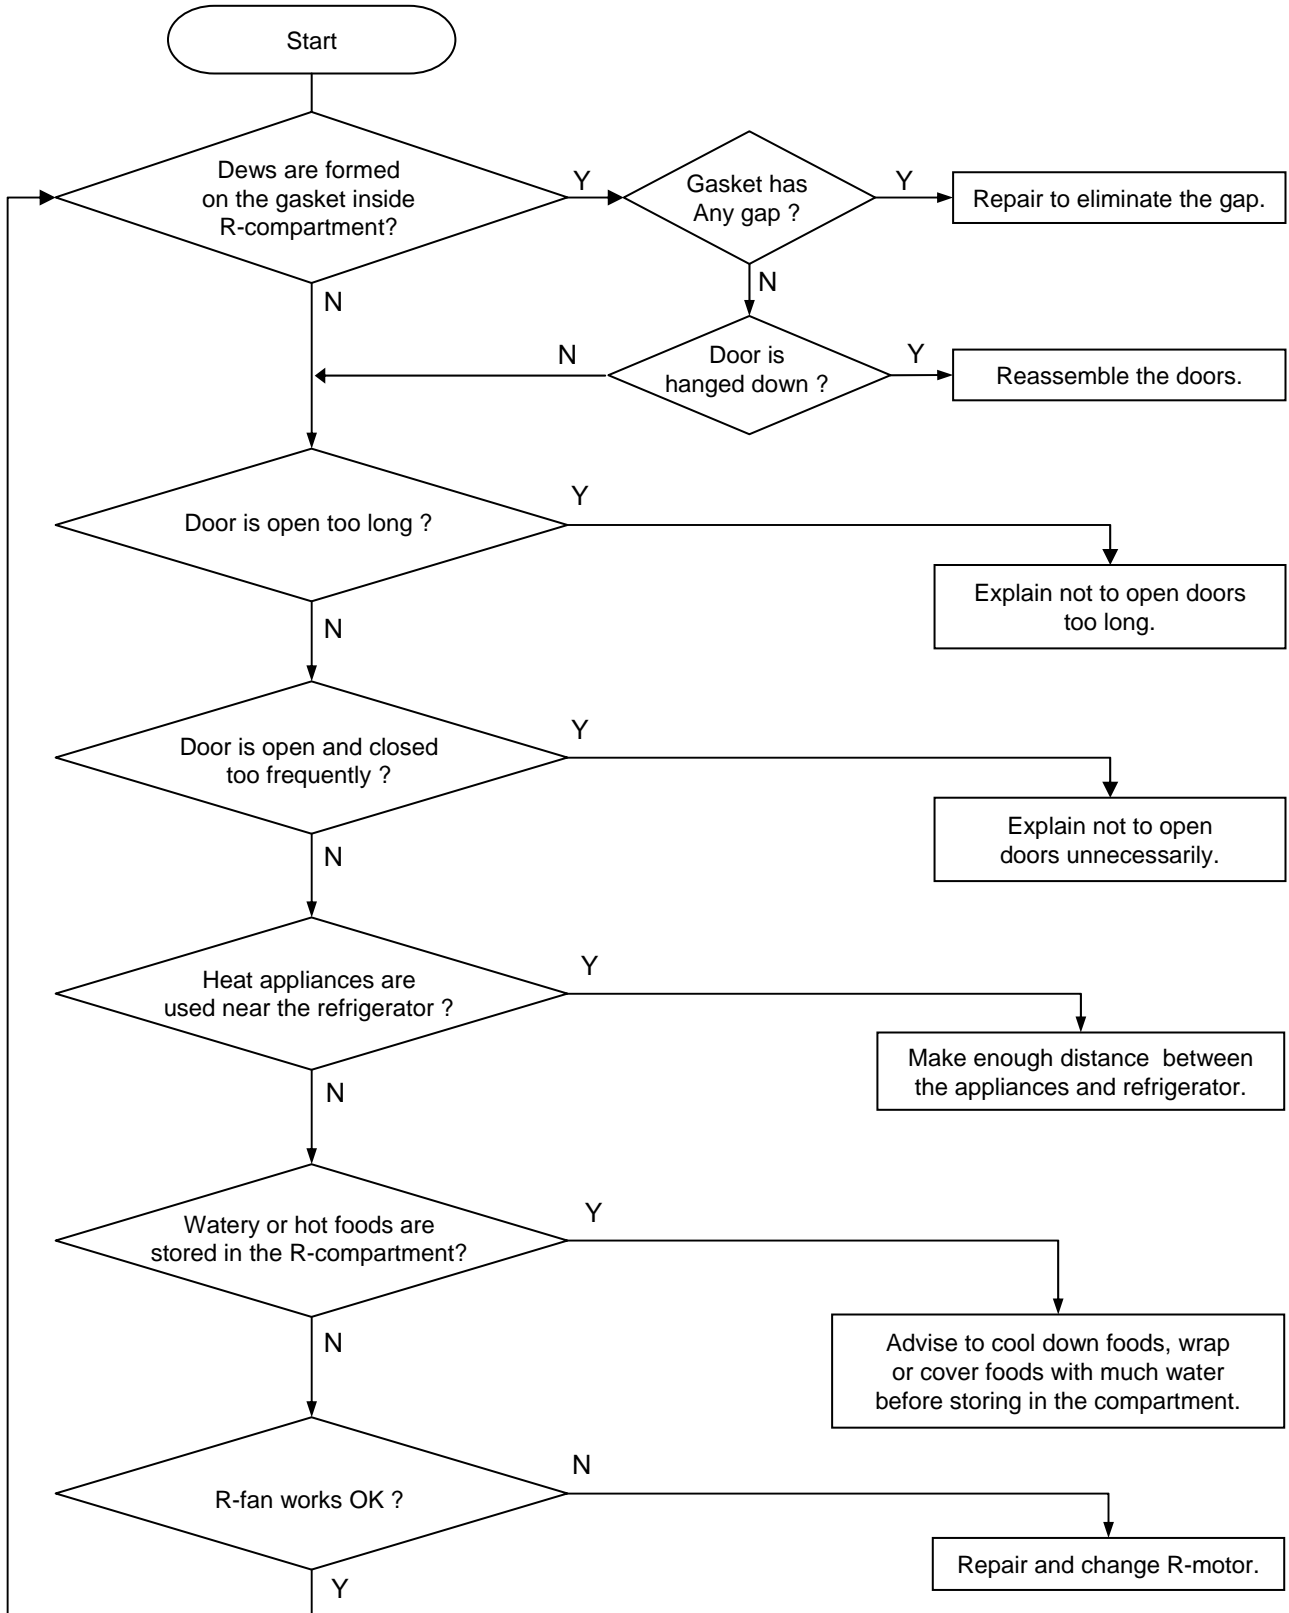 Start
Dews are formed
on the gasket inside
R-compartment?
Y
Gasket has
Any gap ?
Y
Repair to eliminate the gap.
N
N
Door is
hanged down ?
N
Y
Reassemble the doors.
Door is open too long ?
Y
Explain not to open doors
too long.
N
Door is open and closed
too frequently ?
Y
Explain not to open
doors unnecessarily.
N
Heat appliances are
used near the refrigerator ?
Y
Make enough distance  between
the appliances and refrigerator.
N
Watery or hot foods are
stored in the R-compartment?
Y
Advise to cool down foods, wrap
or cover foods with much water
before storing in the compartment.
N
R-fan works OK ?
N
Repair and change R-motor.
Y